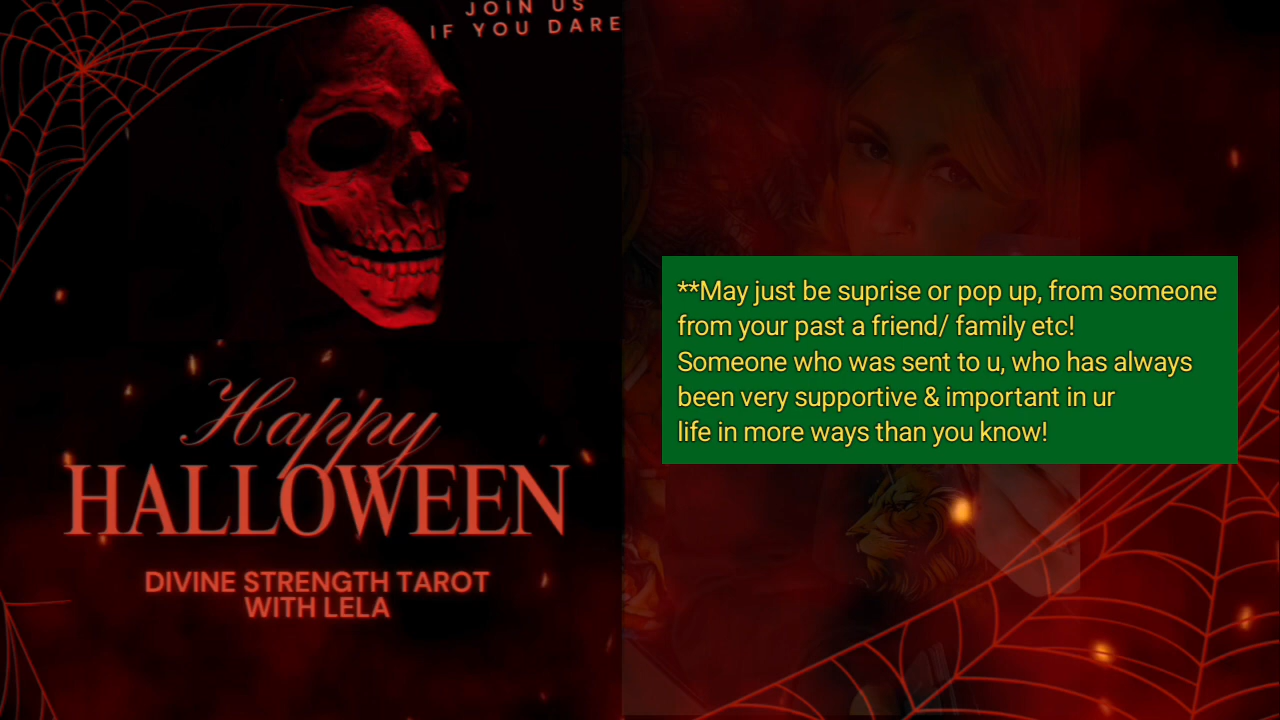 JOIN US
IF YOU DARE
Happy
HALLOWEEN
DIVINE STRENGTH TAROT
WITH LELA
**May just be suprise or pop up, from someone
from your past a friend/ family etc!
Someone who was sent to u, who has always
been very supportive & important in ur
life in more ways than you know!